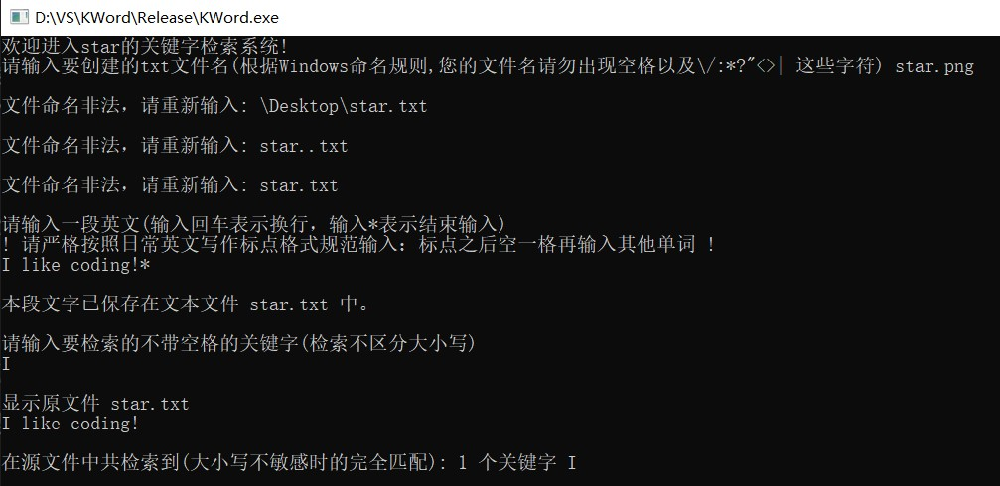 D:\VS\KWord\Release\KWord.exe
欢迎进入star的关键字检索系统!
请输入要创建的txt文件名(根据Windows命名规则,您的文件名请勿出现空格以及\/:*?"<>| 这些字符) star.png
文件命名非法，请重新输入: \Desktop\star.txt
文件命名非法，请重新输入: star..txt
文件命名非法，请重新输入: star.txt
请输入一段英文(输入回车表示换行，输入*表示结束输入)
! 请严格按照日常英文写作标点格式规范输入：标点之后空一格再输入其他单词 !
I like coding!*
本段文字已保存在文本文件 star.txt 中。
请输入要检索的不带空格的关键字(检索不区分大小写)
I
显示原文件 star.txt
I like coding!
在源文件中共检索到(大小写不敏感时的完全匹配): 1 个关键字 I